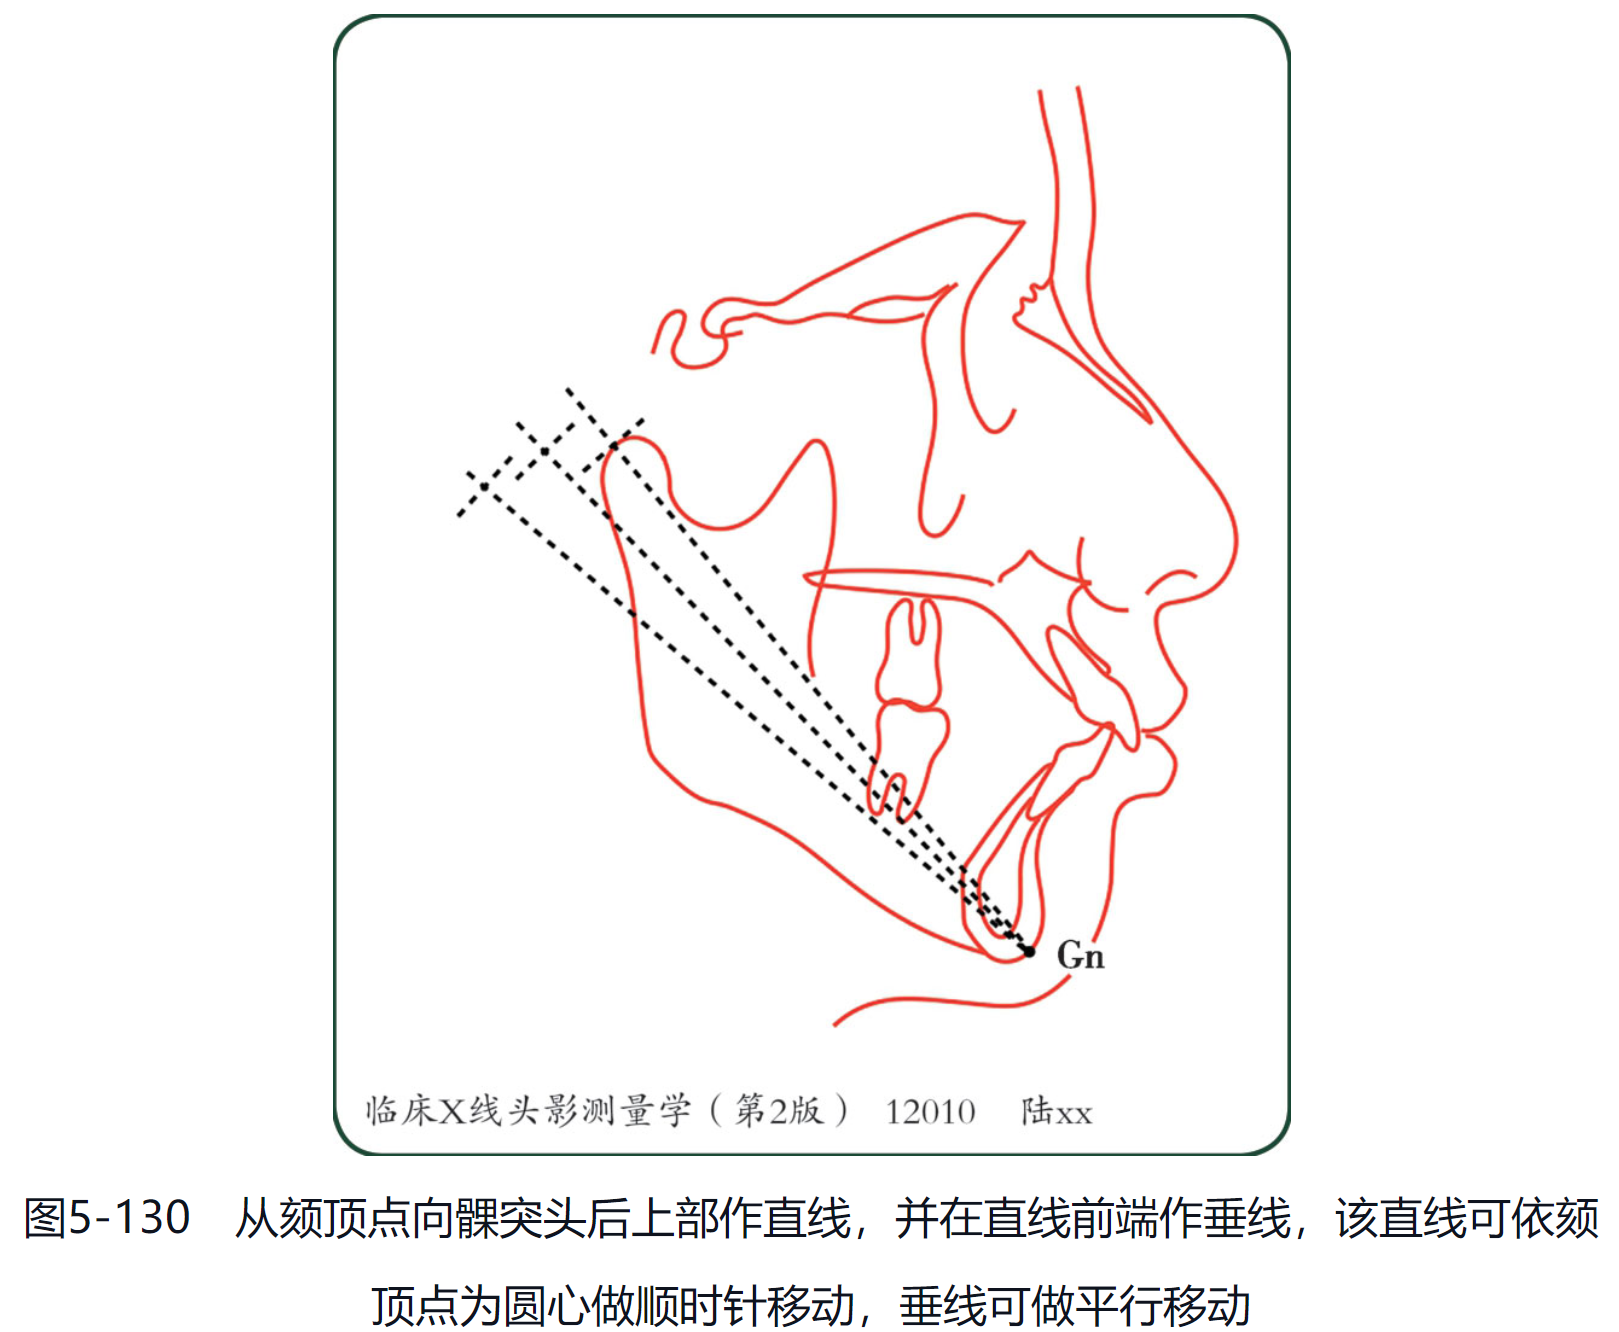 Gn
临床X线头影测量学（第2版） 12010 陆xx
图5-130 从颏顶点向髁突头后上部作直线，并在直线前端作垂线，该直线可依颏
顶点为圆心做顺时针移动，垂线可做平行移动